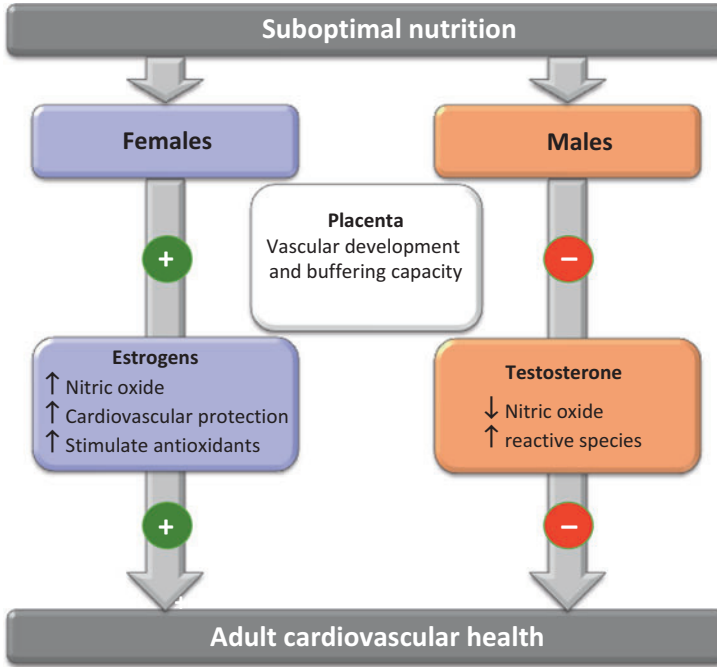 Suboptimal nutrition
Females
Males
Placenta
Vascular development
and buffering capacity
+
−
Estrogens
↑ Nitric oxide
↑ Cardiovascular protection
↑ Stimulate antioxidants
Testosterone
↓ Nitric oxide
↑ reactive species
+
−
Adult cardiovascular health